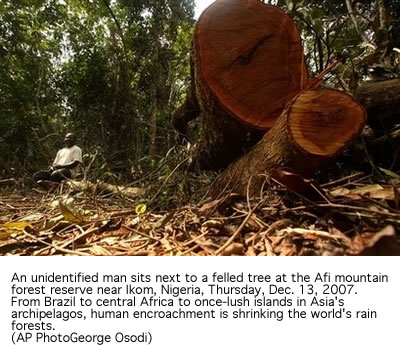 An unidentified man sits next to a felled tree at the Afi mountain
forest reserve near Ikom, Nigeria, Thursday, Dec. 13, 2007.
From Brazil to central Africa to once-lush islands in Asia's
archipelagos, human encroachment is shrinking the world's rain
forests.
(AP PhotoGeorge Osodi)